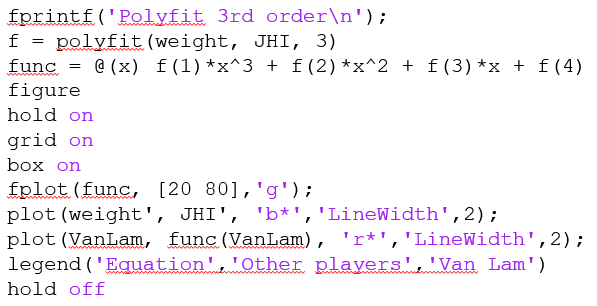 fprintf('Polyfit 3rd order\n');
f = polyfit(weight, JHI, 3)
func = @(x) f(1)*x^3 + f(2)*x^2 + f(3)*x + f(4)
figure
hold on
grid on
box on
fplot(func, [20 80],'g');
plot(weight', JHI', 'b*','LineWidth',2);
plot(VanLam, func(VanLam), 'r*','LineWidth',2);
legend('Equation','Other players','Van Lam')
hold off